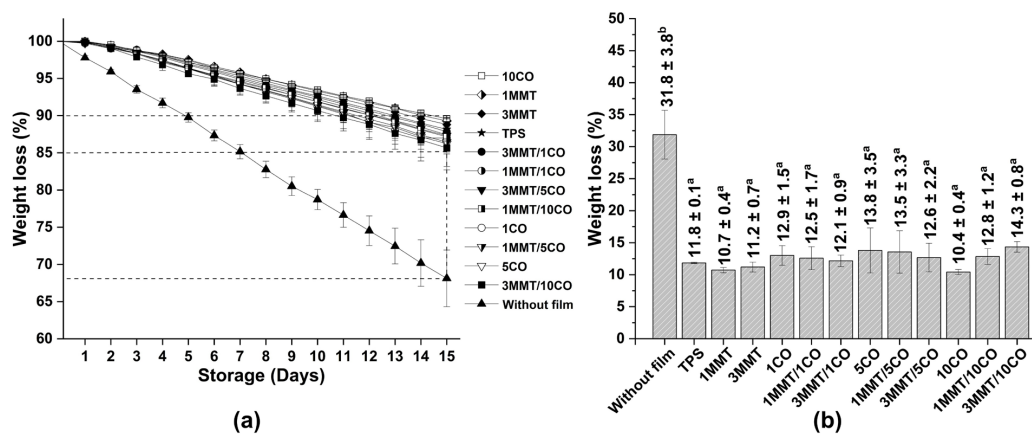 Weight loss (%)
100
95
90
85
80
75
70
65
60
1 2 3 4 5 6 7 8 9 10 11 12 13 14 15
Storage (Days)
10CO
1MMT
3MMT
TPS
3MMT/1CO
1MMT/1CO
3MMT/5CO
1MMT/10CO
1CO
1MMT/5CO
5CO
3MMT/10CO
Without film
(a)
Weight loss (%)
50
45
40
35
30
25
20
15
10
5
0
31.8 ± 3.8ᵇ
11.8 ± 0.1ᵃ
10.7 ± 0.4ᵃ
11.2 ± 0.7ᵃ
12.9 ± 1.5ᵃ
12.5 ± 1.7ᵃ
12.1 ± 0.9ᵃ
13.8 ± 3.5ᵃ
13.5 ± 3.3ᵃ
12.6 ± 2.2ᵃ
10.4 ± 0.4ᵃ
12.8 ± 1.2ᵃ
14.3 ± 0.8ᵃ
Without film
TPS
1MMT
3MMT
1CO
1MMT/1CO
3MMT/1CO
5CO
1MMT/5CO
3MMT/5CO
10CO
1MMT/10CO
3MMT/10CO
(b)